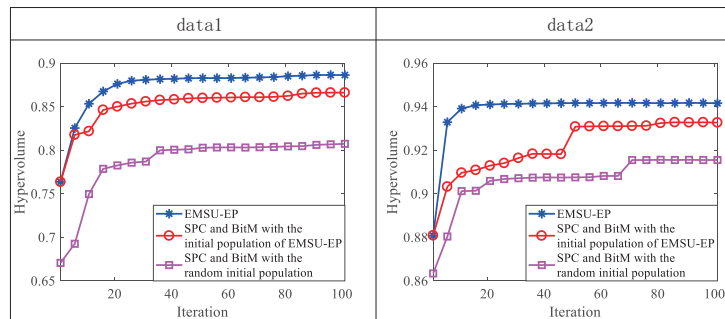 data1
data2
0.9
0.85
0.8
0.75
0.7
0.65
Hypervolume
EMSU-EP
SPC and BitM with the
initial population of EMSU-EP
SPC and BitM with the
random initial population
20
40
60
80
100
Iteration
0.96
0.94
0.92
0.9
0.88
0.86
Hypervolume
EMSU-EP
SPC and BitM with the
initial population of EMSU-EP
SPC and BitM with the
random initial population
20
40
60
80
100
Iteration